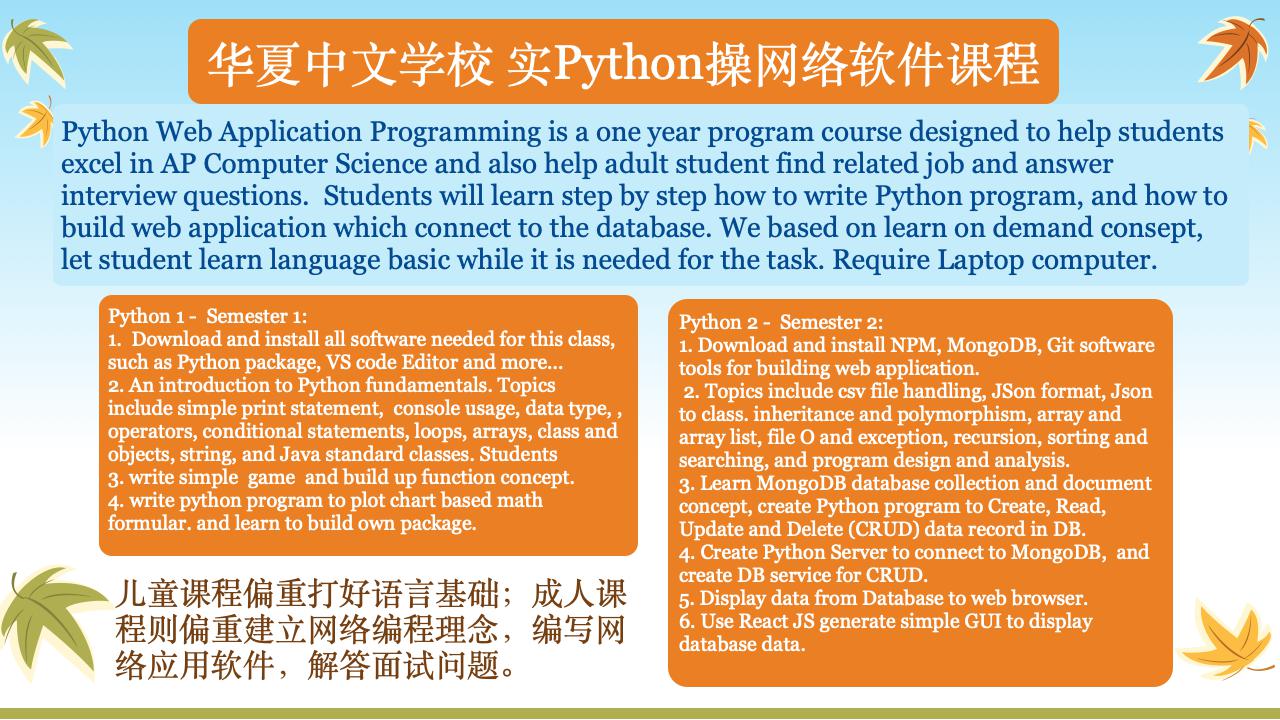 华夏中文学校 实Python操网络软件课程
Python Web Application Programming is a one year program course designed to help students
excel in AP Computer Science and also help adult student find related job and answer
interview questions.  Students will learn step by step how to write Python program, and how to
build web application which connect to the database. We based on learn on demand consept,
let student learn language basic while it is needed for the task. Require Laptop computer.
Python 1 -  Semester 1:
1.  Download and install all software needed for this class,
such as Python package, VS code Editor and more...
2. An introduction to Python fundamentals. Topics
include simple print statement,  console usage, data type, ,
operators, conditional statements, loops, arrays, class and
objects, string, and Java standard classes. Students
3. write simple  game  and build up function concept.
4. write python program to plot chart based math
formular. and learn to build own package.
儿童课程偏重打好语言基础；成人课
程则偏重建立网络编程理念，编写网
络应用软件，解答面试问题。
Python 2 -  Semester 2:
1. Download and install NPM, MongoDB, Git software
tools for building web application.
 2. Topics include csv file handling, JSon format, Json
to class. inheritance and polymorphism, array and
array list, file O and exception, recursion, sorting and
searching, and program design and analysis.
3. Learn MongoDB database collection and document
concept, create Python program to Create, Read,
Update and Delete (CRUD) data record in DB.
4. Create Python Server to connect to MongoDB,  and
create DB service for CRUD.
5. Display data from Database to web browser.
6. Use React JS generate simple GUI to display
database data.